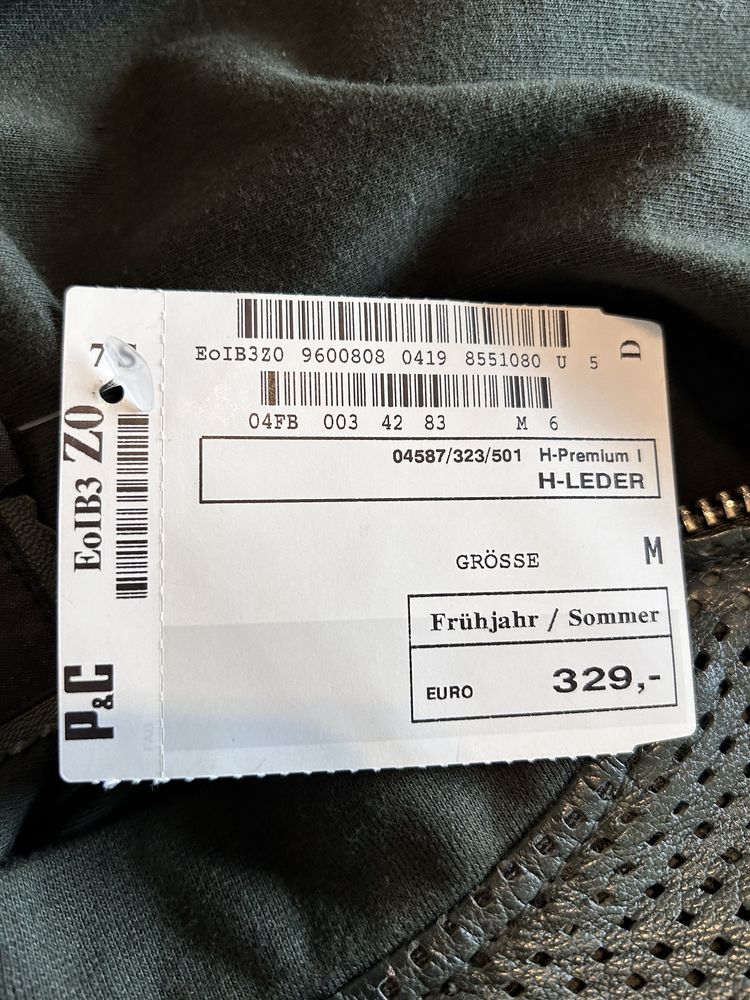 EoIB3Z0 9600808 0419 8551080 U 5
D
04FB 003 42 83 M 6
04587/323/501 H-Premium I
H-LEDER
GRÖSSE M
Frühjahr / Sommer
EURO 329,-
7
EoIB3 Z0
P&C